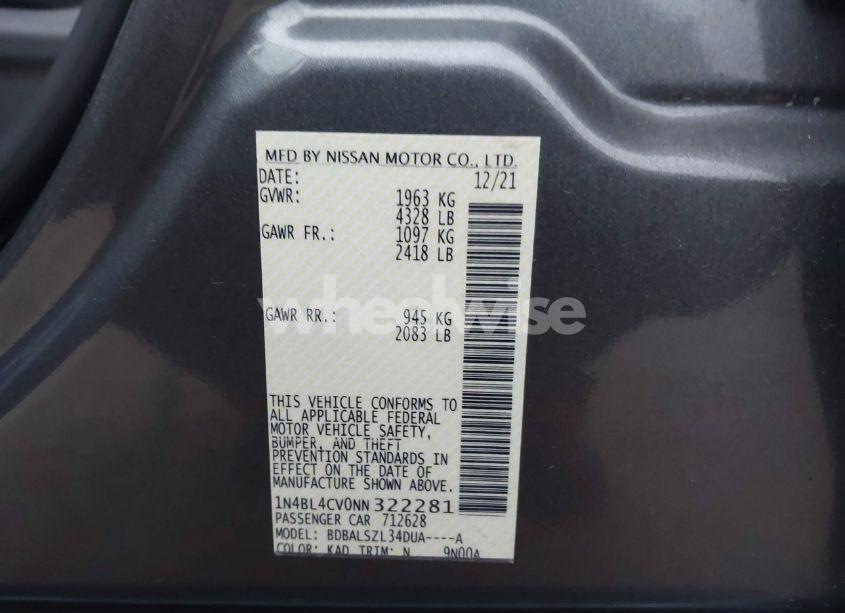 MFD BY NISSAN MOTOR CO., LTD.
DATE: 12/21
GVWR: 1963 KG
4328 LB
GAWR FR.: 1097 KG
2418 LB
wheelwise
GAWR RR.: 945 KG
2083 LB
THIS VEHICLE CONFORMS TO
ALL APPLICABLE FEDERAL
MOTOR VEHICLE SAFETY,
BUMPER, AND THEFT
PREVENTION STANDARDS IN
EFFECT ON THE DATE OF
MANUFACTURE SHOWN ABOVE.
1N4BL4CV0NN322281
PASSENGER CAR 712628
MODEL: BDBALSZL34DUA----A
COLOR: KAD TRIM: N 9N00A